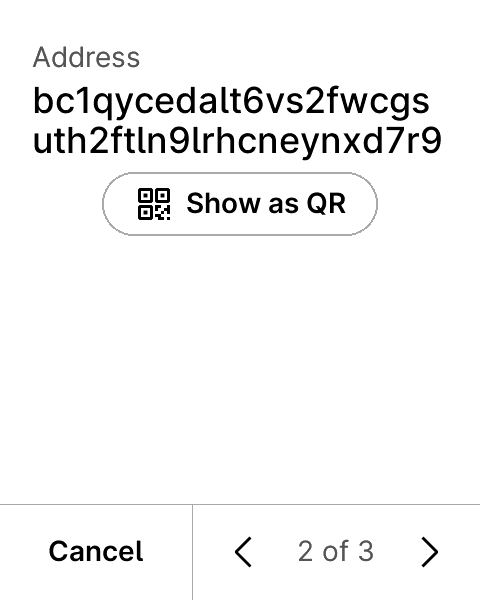 Address
bc1qycedalt6vs2fwcgs
uth2ftln9lrhcneynxd7r9
Show as QR
Cancel
2 of 3